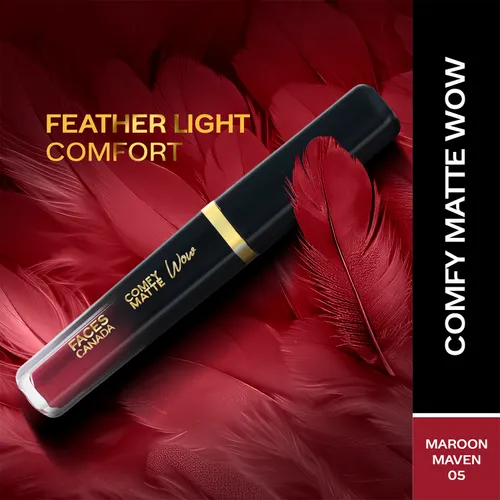 FEATHER LIGHT
COMFORT
COMFY
MATTE Wow
FACES
CANADA
COMFY MATTE WOW
MAROON
MAVEN
05